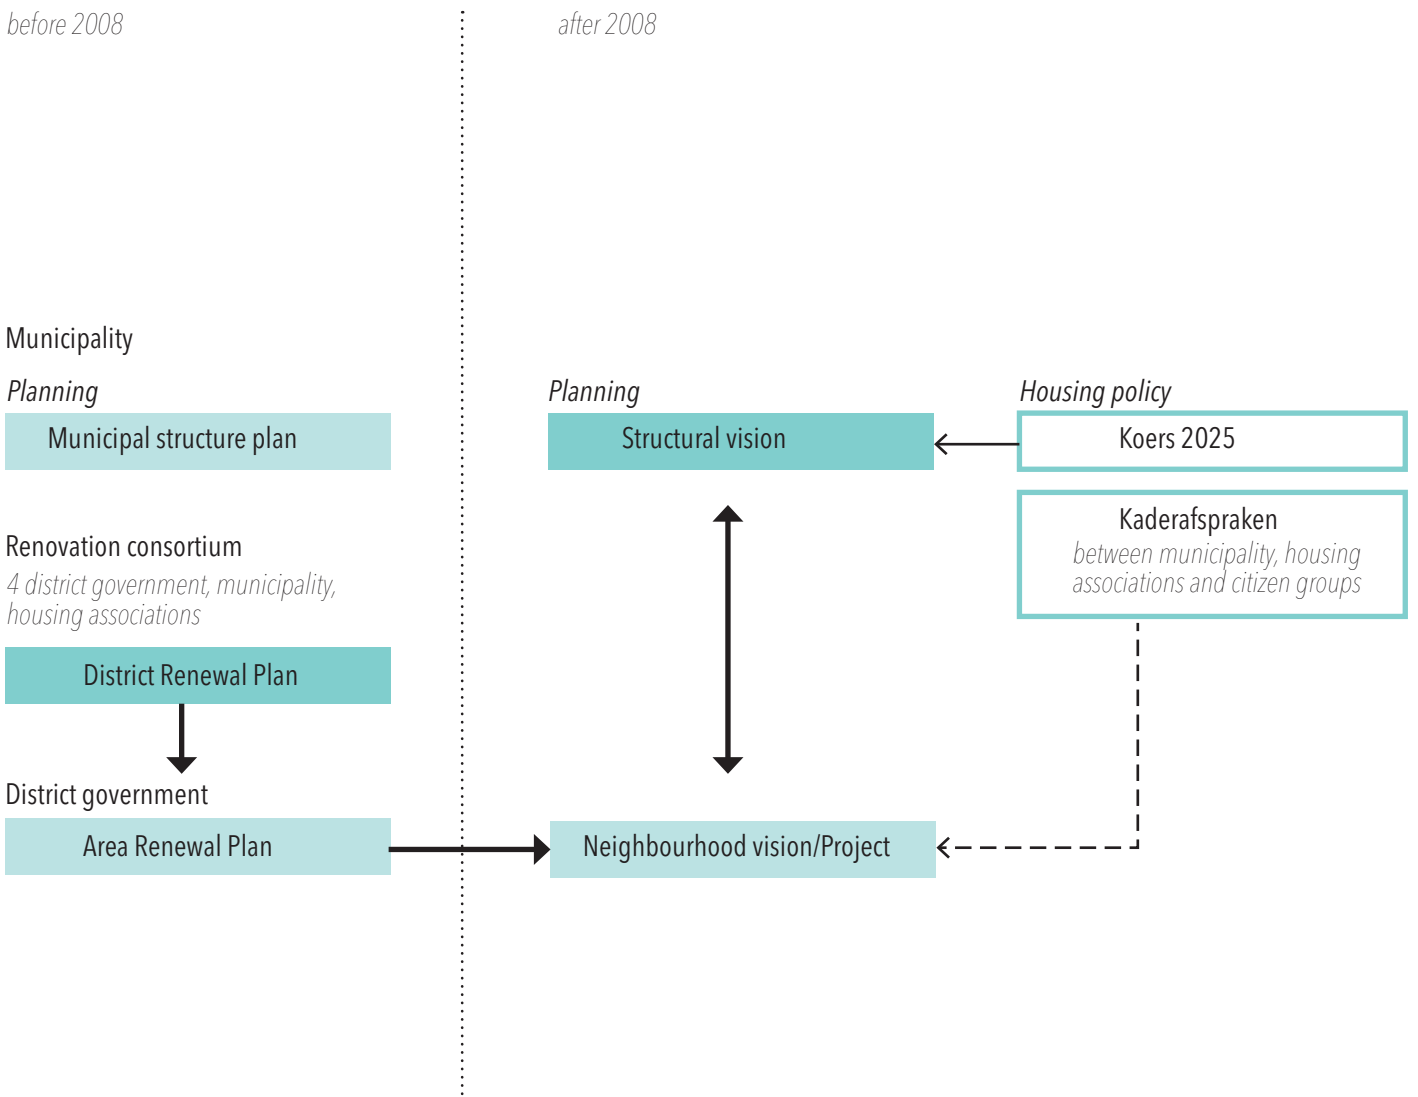 before 2008
after 2008
Municipality
Planning
Municipal structure plan
Renovation consortium
4 district government, municipality,
housing associations
District Renewal Plan
District government
Area Renewal Plan
Planning
Structural vision
Neighbourhood vision/Project
Housing policy
Koers 2025
Kaderafspraken
between municipality, housing
associations and citizen groups